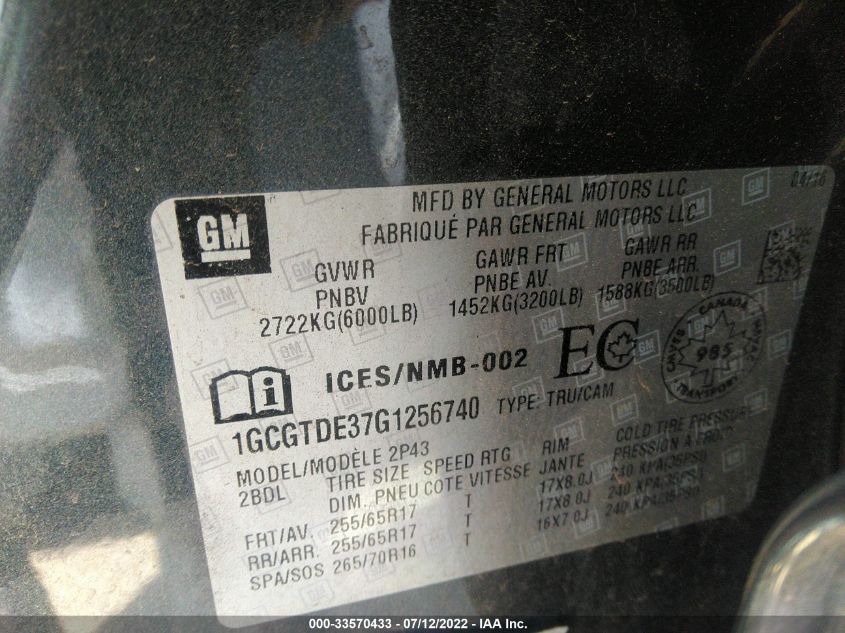 GM
MFD BY GENERAL MOTORS LLC
FABRIQUÉ PAR GENERAL MOTORS LLC
04/16
GVWR GAWR FRT GAWR RR
PNBV PNBE AV. PNBE ARR.
2722KG(6000LB) 1452KG(3200LB) 1588KG(3500LB)
ICES/NMB-002 EC
CANADA
985
TRANSPORT
1GCGTDE37G1256740 TYPE: TRU/CAM
MODEL/MODÈLE 2P43
2BDL TIRE SIZE SPEED RTG RIM COLD TIRE PRESSURE
DIM. PNEU COTE VITESSE JANTE PRESSION A FROID
FRT/AV. 255/65R17 T 17X8.0J 240 KPA(35PSI)
RR/ARR. 255/65R17 T 17X8.0J 240 KPA(35PSI)
SPA/SOS 265/70R16 T 16X7.0J 240 KPA(35PSI)
000-33570433 - 07/12/2022 - IAA Inc.